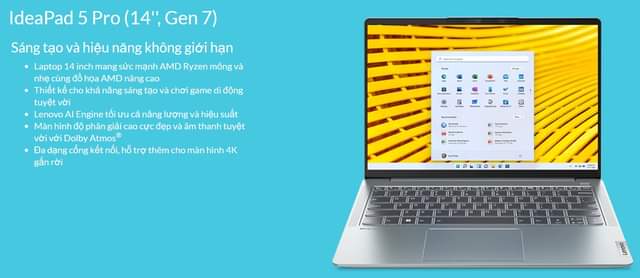 IdeaPad 5 Pro (14'', Gen 7)
Sáng tạo và hiệu năng không giới hạn
Laptop 14 inch mang sức mạnh AMD Ryzen mỏng và
nhẹ cùng đồ họa AMD nâng cao
Thiết kế cho khả năng sáng tạo và chơi game di động
tuyệt vời
Lenovo AI Engine tối ưu cả năng lượng và hiệu suất
Màn hình độ phân giải cao cực đẹp và âm thanh tuyệt
vời với Dolby Atmos®
Đa dạng cổng kết nối, hỗ trợ thêm cho màn hình 4K
gắn rời
Lenovo